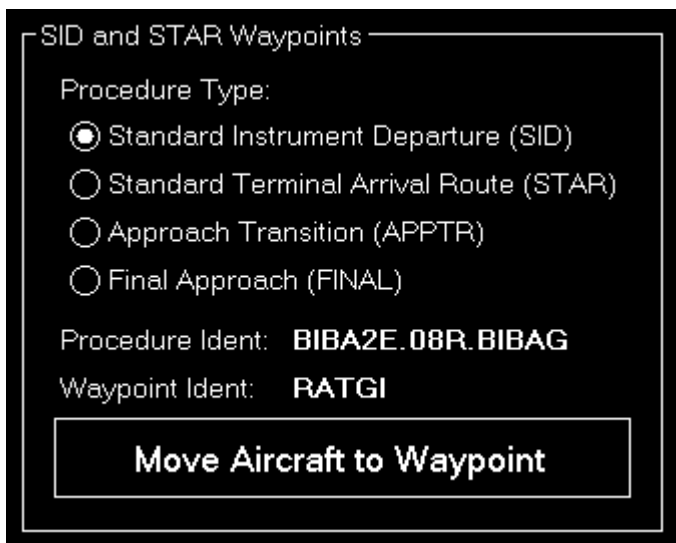 SID and STAR Waypoints
Procedure Type:
Standard Instrument Departure (SID)
Standard Terminal Arrival Route (STAR)
Approach Transition (APPTR)
Final Approach (FINAL)
Procedure Ident: BIBA2E.08R.BIBAG
Waypoint Ident: RATGI
Move Aircraft to Waypoint